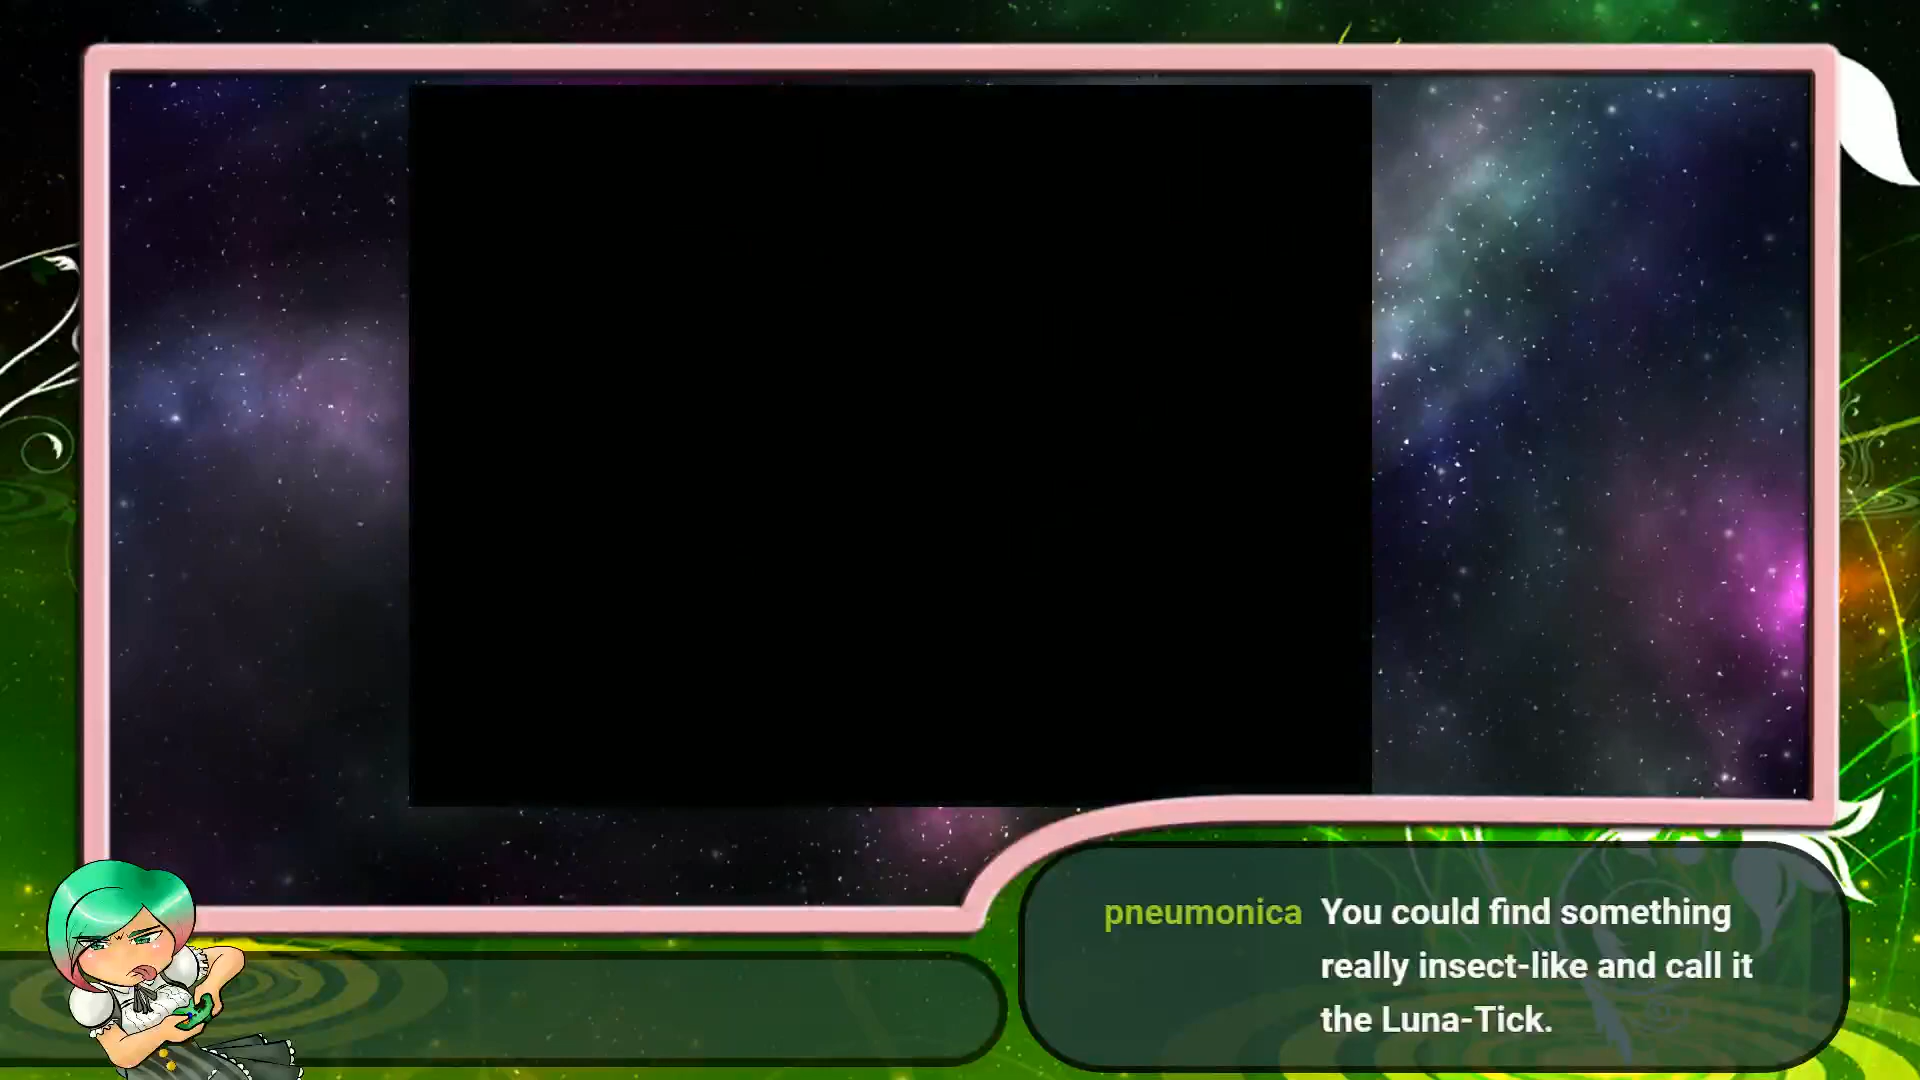 pneumonica You could find something
really insect-like and call it
the Luna-Tick.